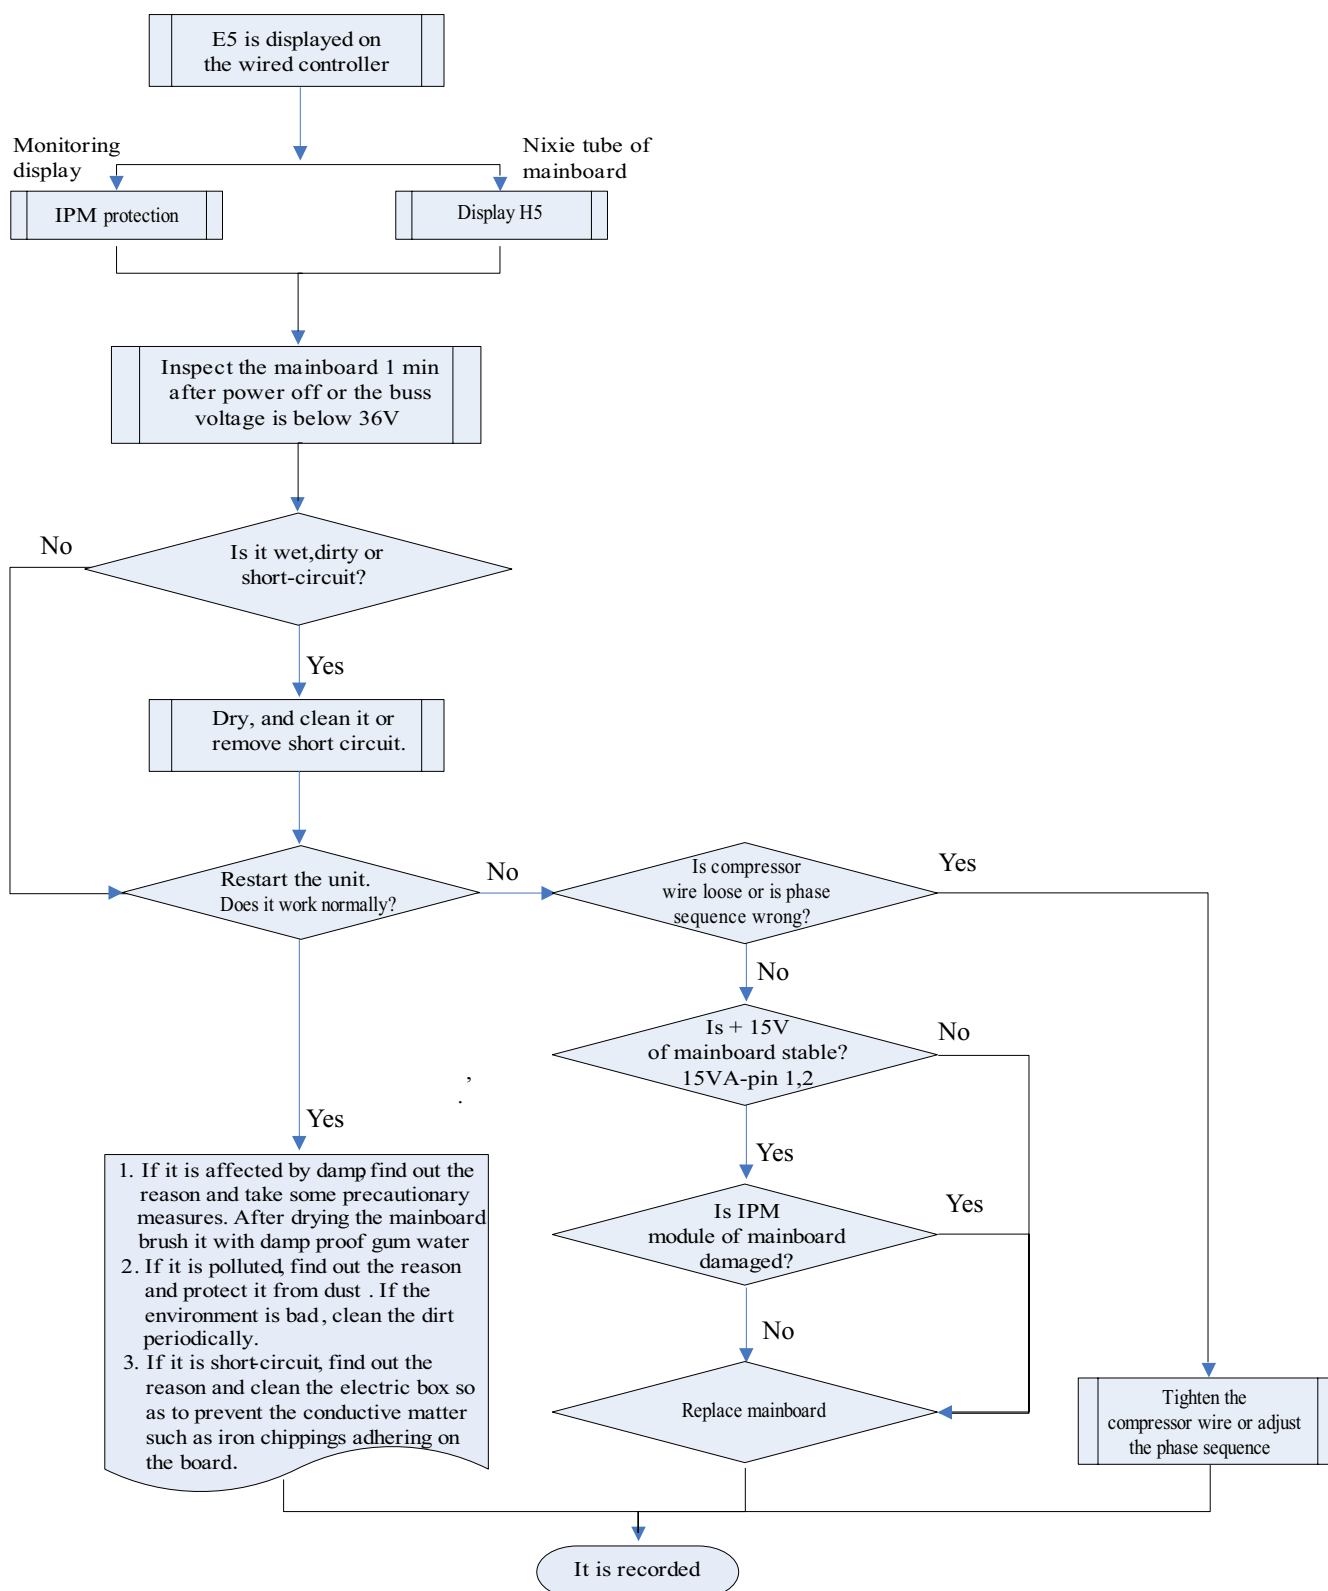 E5 is displayed on
the wired controller
Monitoring
display
Nixie tube of
mainboard
IPM protection
Display H5
Inspect the mainboard 1 min
after power off or the buss
voltage is below 36V
No
Is it wet,dirty or
short-circuit?
Yes
Dry, and clean it or
remove short circuit.
Restart the unit.
Does it work normally?
No
Is compressor
wire loose or is phase
sequence wrong?
Yes
No
Is + 15V
of mainboard stable?
15VA-pin 1,2
No
,
.
Yes
Yes
1. If it is affected by damp, find out the
reason and take some precautionary
measures. After drying the mainboard
brush it with damp proof gum water
2. If it is polluted, find out the reason
and protect it from dust . If the
environment is bad, clean the dirt
periodically.
3. If it is short-circuit, find out the
reason and clean the electric box so
as to prevent the conductive matter
such as iron chippings adhering on
the board.
Is IPM
module of mainboard
damaged?
Yes
No
Replace mainboard
Tighten the
compressor wire or adjust
the phase sequence
It is recorded